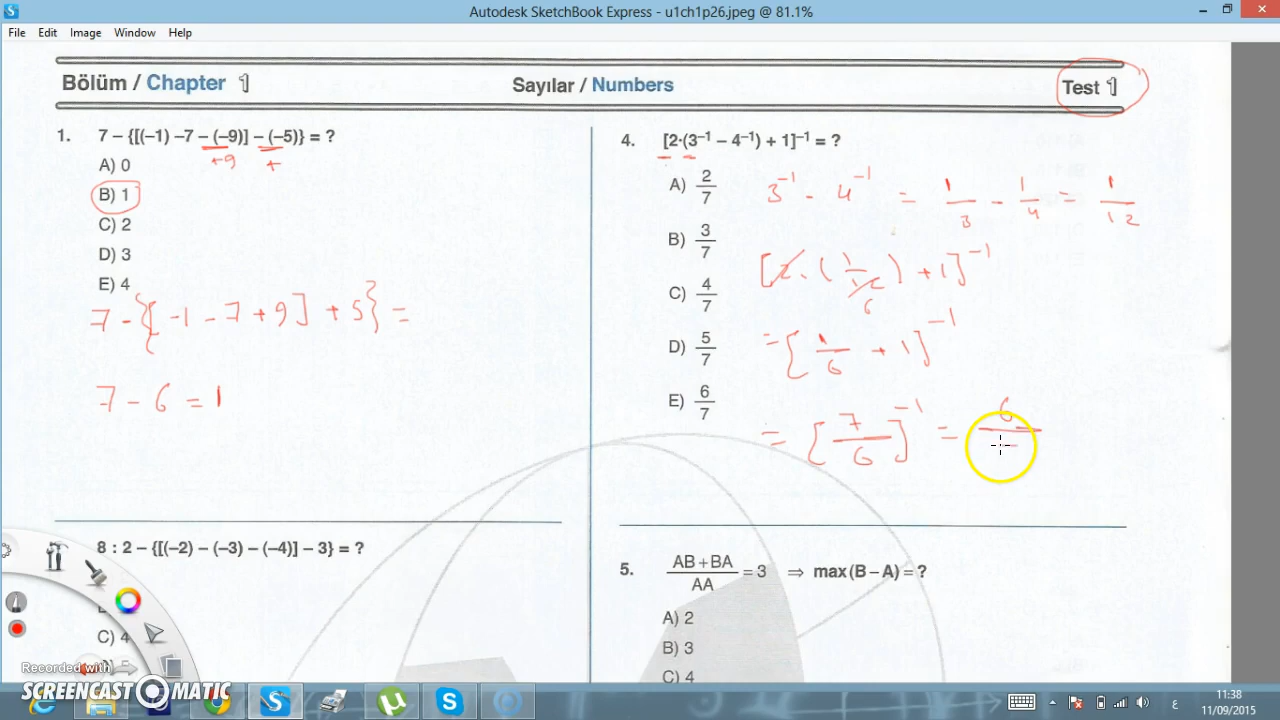 Autodesk SketchBook Express - u1ch1p26.jpeg @ 81.1%
File Edit Image Window Help
Bölüm / Chapter 1
Sayılar / Numbers
Test 1
1. 7 – {[(–1) –7 – (–9)] – (–5)} = ?
+9 +
A) 0
B) 1
C) 2
D) 3
E) 4
7 - {[-1 - 7 + 9] + 5} =
7 - 6 = 1
8 : 2 – {[(–2) – (–3) – (–4)] – 3} = ?
C) 4
4. [2·(3⁻¹ – 4⁻¹) + 1]⁻¹ = ?
A) 2/7
B) 3/7
C) 4/7
D) 5/7
E) 6/7
3⁻¹ - 4⁻¹ = 1/3 - 1/4 = 1/12
[2 · (1/12) + 1]⁻¹
6
= [1/6 + 1]⁻¹
= [7/6]⁻¹ = 6
5. AB + BA / AA = 3 ⇒ max (B – A) = ?
A) 2
B) 3
C) 4
Recorded with
SCREENCAST-O-MATIC
11:38
11/09/2015